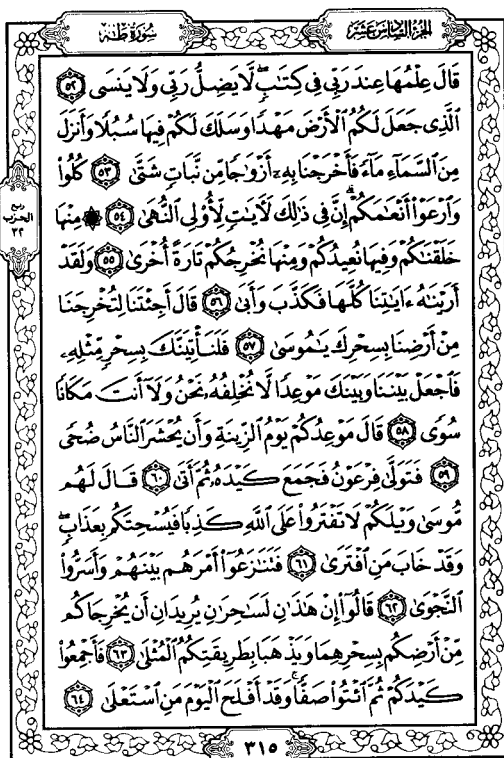 سُورَةُ طه
الجُزْءُ السَّادِسَ عَشَرَ
قَالَ عِلْمُهَا عِندَ رَبِّي فِي كِتَٰبٖۖ لَّا يَضِلُّ رَبِّي وَلَا يَنسَى ٥٢
ٱلَّذِي جَعَلَ لَكُمُ ٱلۡأَرۡضَ مَهۡدٗا وَسَلَكَ لَكُمۡ فِيهَا سُبُلٗا وَأَنزَلَ
مِنَ ٱلسَّمَآءِ مَآءٗ فَأَخۡرَجۡنَا بِهِۦٓ أَزۡوَٰجٗا مِّن نَّبَاتٖ شَتَّىٰ ٥٣ كُلُواْ
وَٱرۡعَوۡاْ أَنۡعَٰمَكُمۡۚ إِنَّ فِي ذَٰلِكَ لَأٓيَٰتٖ لِّأُوْلِي ٱلنُّهَىٰ ٥٤ ۞ مِنۡهَا
خَلَقۡنَٰكُمۡ وَفِيهَا نُعِيدُكُمۡ وَمِنۡهَا نُخۡرِجُكُمۡ تَارَةً أُخۡرَىٰ ٥٥ وَلَقَدۡ
أَرَيۡنَٰهُ ءَايَٰتِنَا كُلَّهَا فَكَذَّبَ وَأَبَىٰ ٥٦ قَالَ أَجِئۡتَنَا لِتُخۡرِجَنَا
مِنۡ أَرۡضِنَا بِسِحۡرِكَ يَٰمُوسَىٰ ٥٧ فَلَنَأۡتِيَنَّكَ بِسِحۡرٖ مِّثۡلِهِۦ
فَٱجۡعَلۡ بَيۡنَنَا وَبَيۡنَكَ مَوۡعِدٗا لَّا نُخۡلِفُهُۥ نَحۡنُ وَلَآ أَنتَ مَكَانٗا
سُوٗى ٥٨ قَالَ مَوۡعِدُكُمۡ يَوۡمُ ٱلزِّينَةِ وَأَن يُحۡشَرَ ٱلنَّاسُ ضُحٗى
٥٩ فَتَوَلَّىٰ فِرۡعَوۡنُ فَجَمَعَ كَيۡدَهُۥ ثُمَّ أَتَىٰ ٦٠ قَالَ لَهُم
مُّوسَىٰ وَيۡلَكُمۡ لَا تَفۡتَرُواْ عَلَى ٱللَّهِ كَذِبٗا فَيُسۡحِتَكُم بِعَذَابٖۖ
وَقَدۡ خَابَ مَنِ ٱفۡتَرَىٰ ٦١ فَتَنَٰزَعُوٓاْ أَمۡرَهُم بَيۡنَهُمۡ وَأَسَرُّواْ
ٱلنَّجۡوَىٰ ٦٢ قَالُوٓاْ إِنۡ هَٰذَٰنِ لَسَٰحِرَٰنِ يُرِيدَانِ أَن يُخۡرِجَاكُم
مِّنۡ أَرۡضِكُم بِسِحۡرِهِمَا وَيَذۡهَبَا بِطَرِيقَتِكُمُ ٱلۡمُثۡلَىٰ ٦٣ فَأَجۡمِعُواْ
كَيۡدَكُمۡ ثُمَّ ٱئۡتُواْ صَفّٗاۚ وَقَدۡ أَفۡلَحَ ٱلۡيَوۡمَ مَنِ ٱسۡتَعۡلَىٰ ٦٤
ربع
الحزب
٣٢
٣١٥